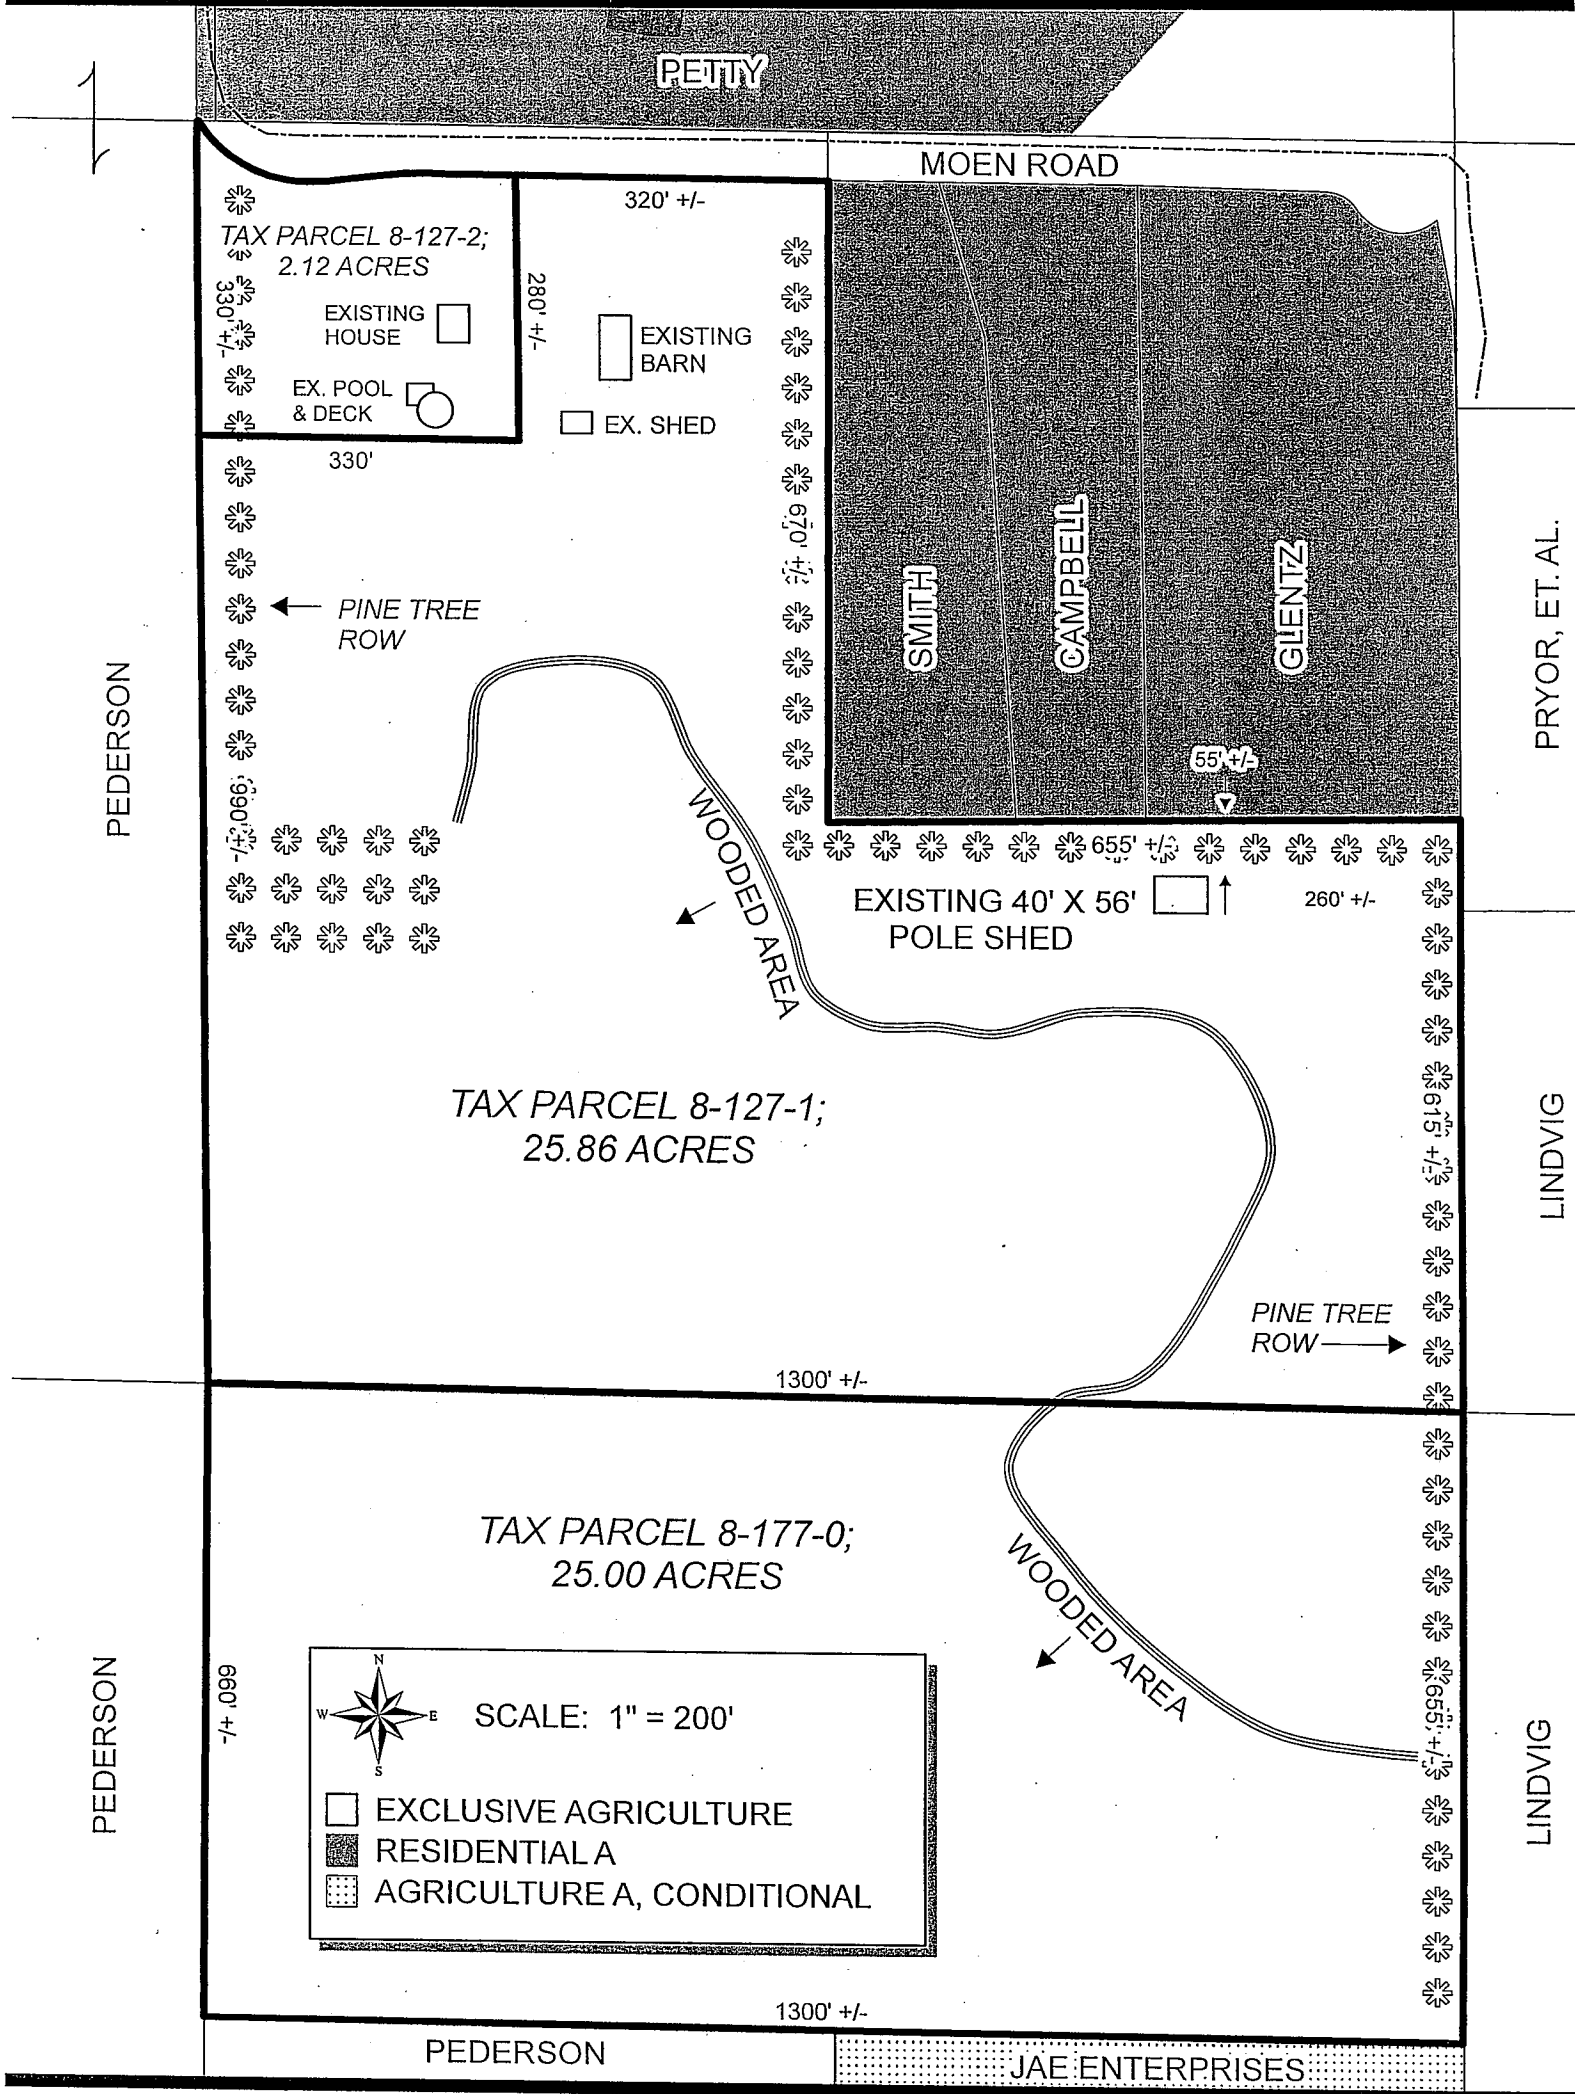 PETTY
MOEN ROAD
320' +/-
TAX PARCEL 8-127-2;
2.12 ACRES
330' +/-
280' +/-
EXISTING
HOUSE
EXISTING
BARN
EX. POOL
& DECK
EX. SHED
330'
670' +/-
SMITH
CAMPBELL
GLENTZ
PRYOR, ET. AL.
PINE TREE
ROW
PEDERSON
55' +/-
990' +/-
WOODED AREA
655' +/-
EXISTING 40' X 56'
POLE SHED
260' +/-
TAX PARCEL 8-127-1;
25.86 ACRES
615' +/-
LINDVIG
PINE TREE
ROW
1300' +/-
TAX PARCEL 8-177-0;
25.00 ACRES
WOODED AREA
PEDERSON
660' +/-
655' +/-
LINDVIG
N
W
E
S
SCALE: 1" = 200'
EXCLUSIVE AGRICULTURE
RESIDENTIAL A
AGRICULTURE A, CONDITIONAL
1300' +/-
PEDERSON
JAE ENTERPRISES